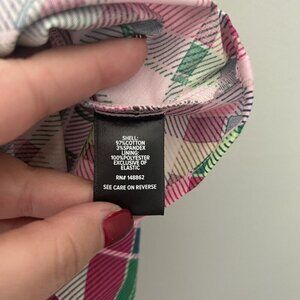 SHELL:
97%COTTON
3%SPANDEX
LINING:
100%POLYESTER
EXCLUSIVE OF
ELASTIC
RN# 148862
SEE CARE ON REVERSE